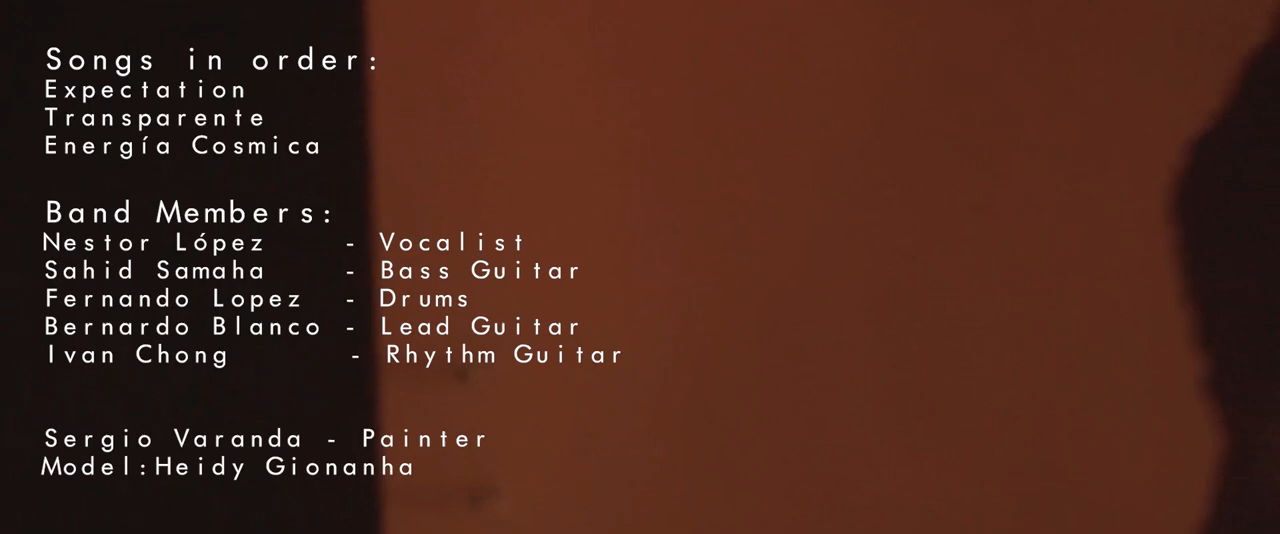 Songs in order:
Expectation
Transparente
Energía Cosmica
Band Members:
Nestor López - Vocalist
Sahid Samaha - Bass Guitar
Fernando Lopez - Drums
Bernardo Blanco - Lead Guitar
Ivan Chong - Rhythm Guitar
Sergio Varanda - Painter
Model:Heidy Gionanha